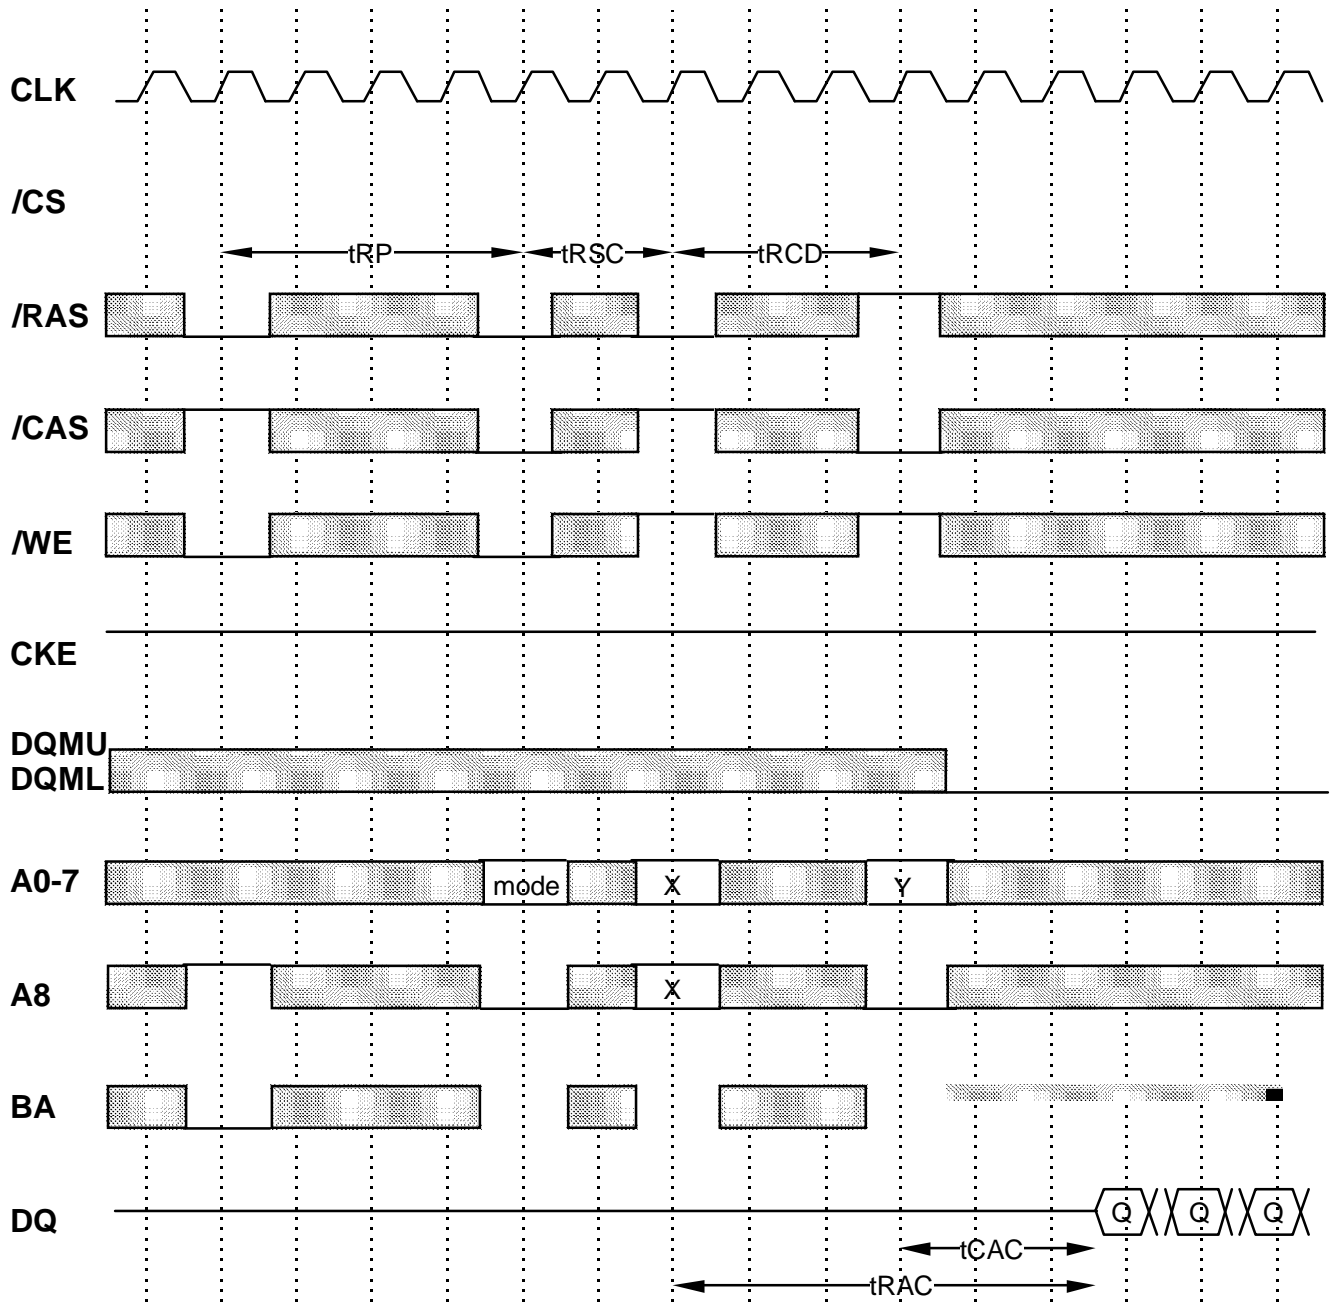 CLK
/CS
tRP tRSC tRCD
/RAS
/CAS
/WE
CKE
DQMU
DQML
A0-7 mode X Y
A8 X
BA
DQ Q Q Q
tCAC
tRAC